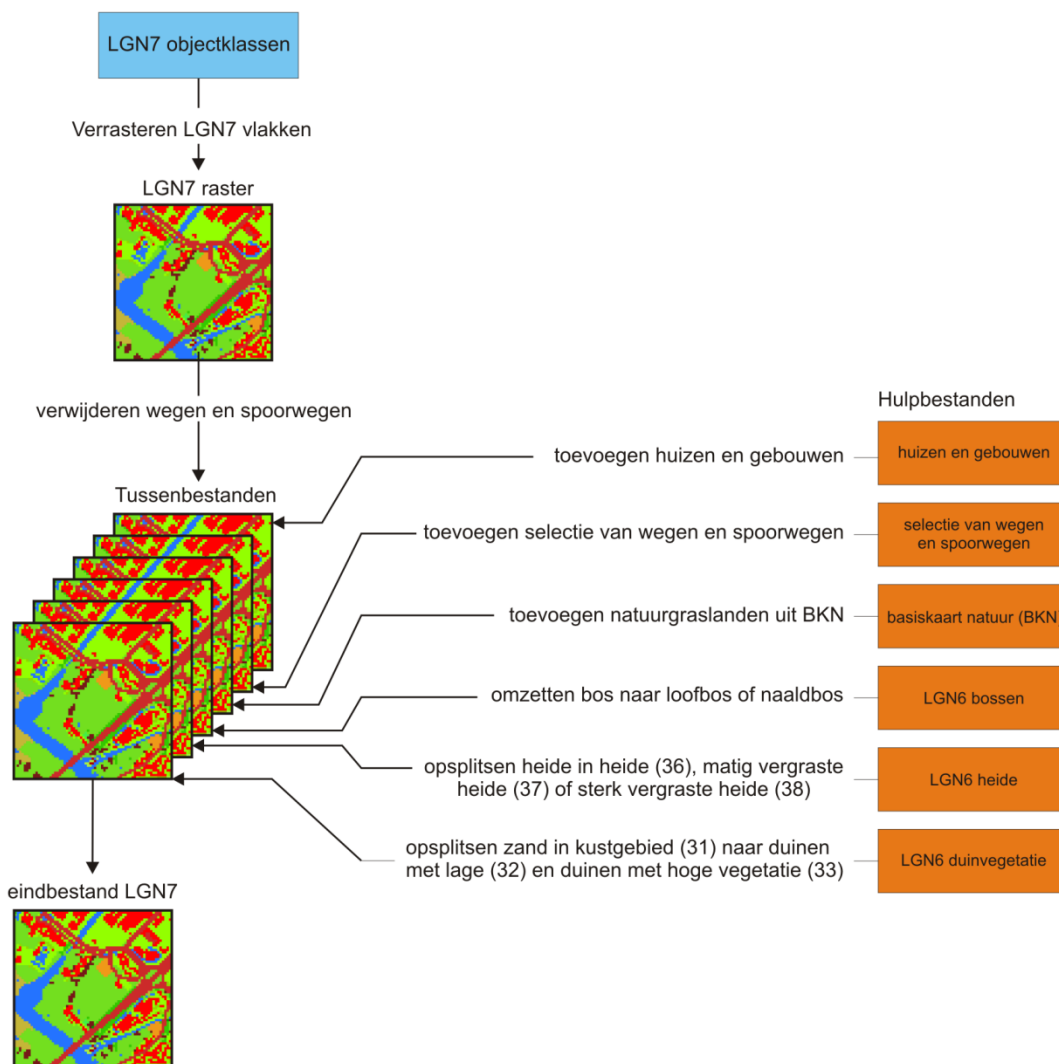 LGN7 objectklassen
Verrasteren LGN7 vlakken
LGN7 raster
verwijderen wegen en spoorwegen
Tussenbestanden
Hulpbestanden
toevoegen huizen en gebouwen
huizen en gebouwen
toevoegen selectie van wegen en spoorwegen
selectie van wegen
en spoorwegen
toevoegen natuurgraslanden uit BKN
basiskaart natuur (BKN
omzetten bos naar loofbos of naaldbos
LGN6 bossen
opsplitsen heide in heide (36), matig vergraste
heide (37) of sterk vergraste heide (38)
LGN6 heide
opsplitsen zand in kustgebied (31) naar duinen
met lage (32) en duinen met hoge vegetatie (33)
LGN6 duinvegetatie
eindbestand LGN7